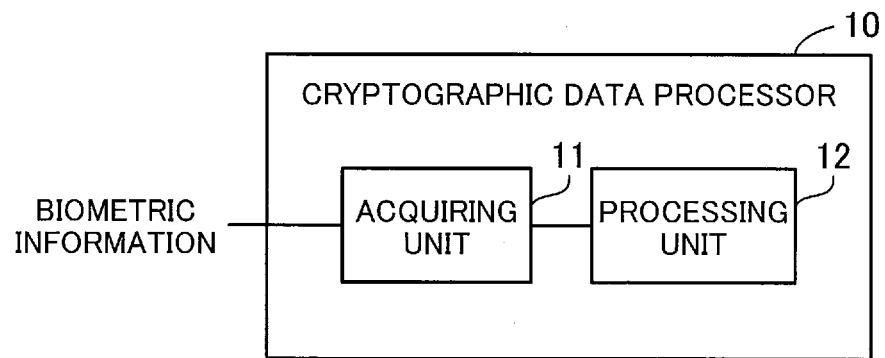 10
CRYPTOGRAPHIC DATA PROCESSOR
11
12
BIOMETRIC
INFORMATION
ACQUIRING
UNIT
PROCESSING
UNIT